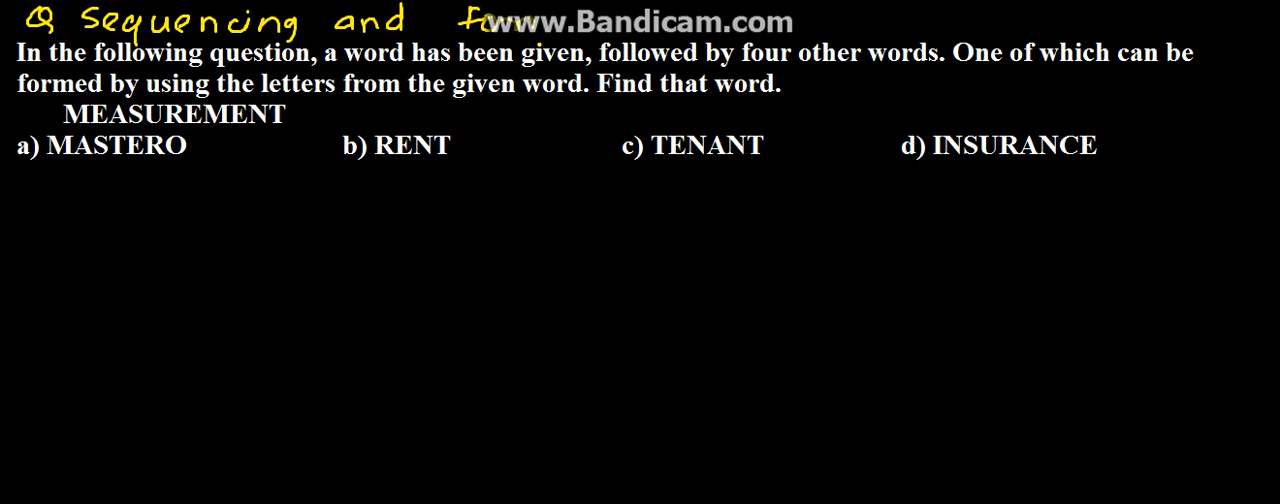 Q Sequencing and
www.Bandicam.com
In the following question, a word has been given, followed by four other words. One of which can be
formed by using the letters from the given word. Find that word.
MEASUREMENT
a) MASTERO b) RENT c) TENANT d) INSURANCE